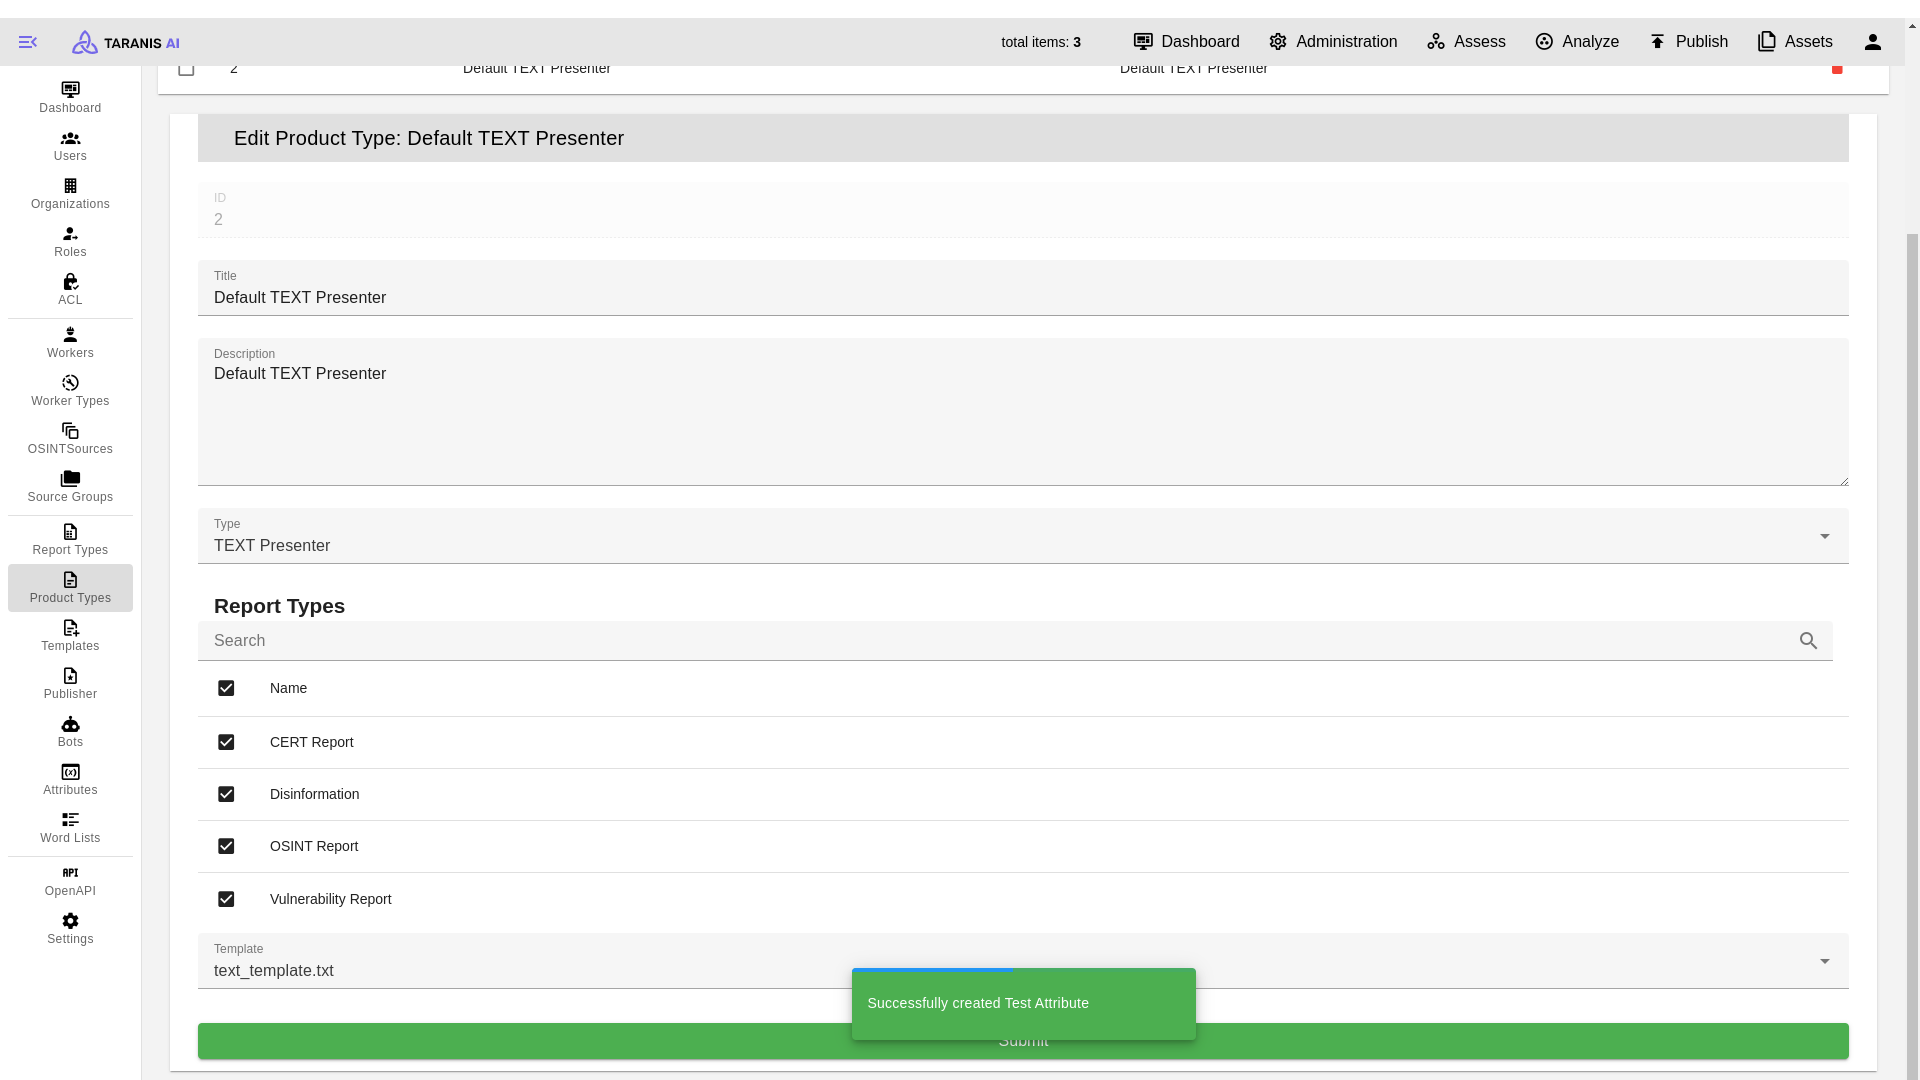 TARANIS AI
total items: 3
Dashboard
Administration
Assess
Analyze
Publish
Assets
2
Default TEXT Presenter
Default TEXT Presenter
Dashboard
Users
Organizations
Roles
ACL
Workers
Worker Types
OSINTSources
Source Groups
Report Types
Product Types
Templates
Publisher
Bots
Attributes
Word Lists
API
OpenAPI
Settings
Edit Product Type: Default TEXT Presenter
ID
2
Title
Default TEXT Presenter
Description
Default TEXT Presenter
Type
TEXT Presenter
Report Types
Search
Name
CERT Report
Disinformation
OSINT Report
Vulnerability Report
Template
text_template.txt
Successfully created Test Attribute
Submit